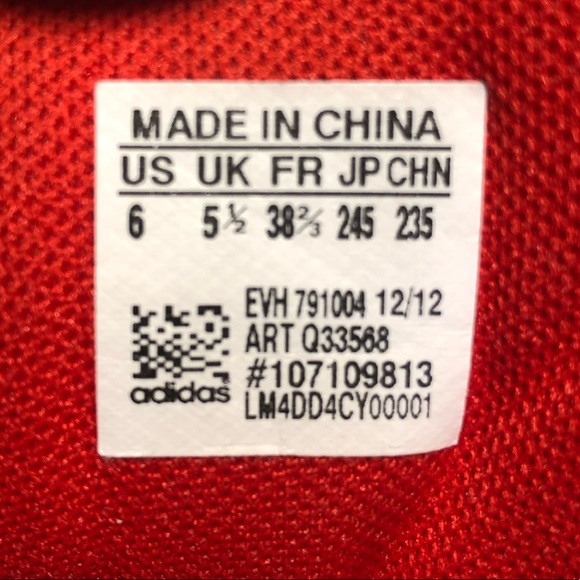 MADE IN CHINA
US UK FR JP CHN
6 5½ 38⅔ 245 235
EVH 791004 12/12
ART Q33568
#107109813
LM4DD4CY00001
adidas